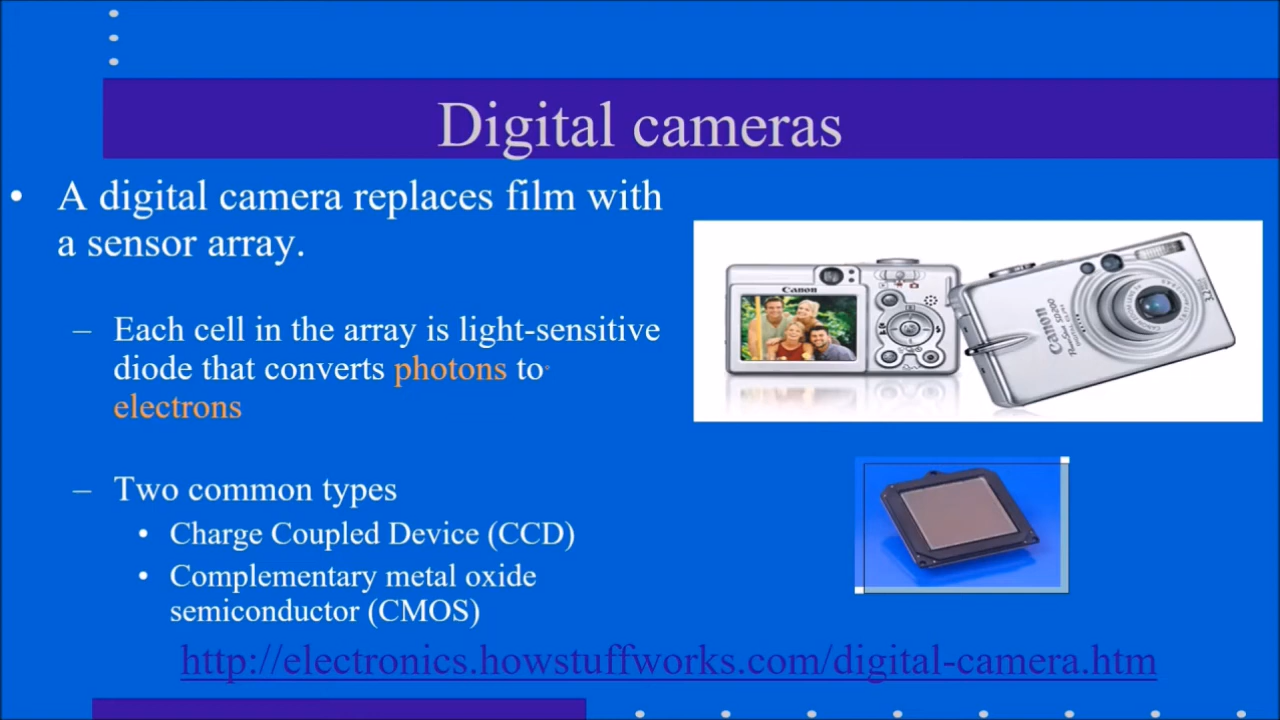 Digital cameras
• A digital camera replaces film with
a sensor array.
– Each cell in the array is light-sensitive
diode that converts photons to
electrons
– Two common types
• Charge Coupled Device (CCD)
• Complementary metal oxide
semiconductor (CMOS)
http://electronics.howstuffworks.com/digital-camera.htm
Canon
Canon